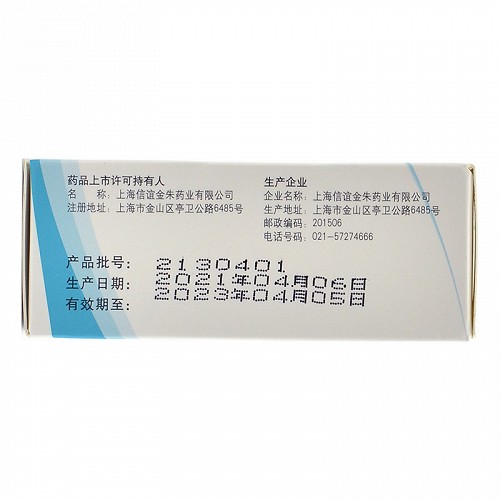 药品上市许可持有人
名　　称：上海信谊金朱药业有限公司
注册地址：上海市金山区亭卫公路6485号
生产企业
企业名称：上海信谊金朱药业有限公司
生产地址：上海市金山区亭卫公路6485号
邮政编码：201506
电话号码：021-57274666
产品批号：2130401
生产日期：2021年04月06日
有效期至：2023年04月05日